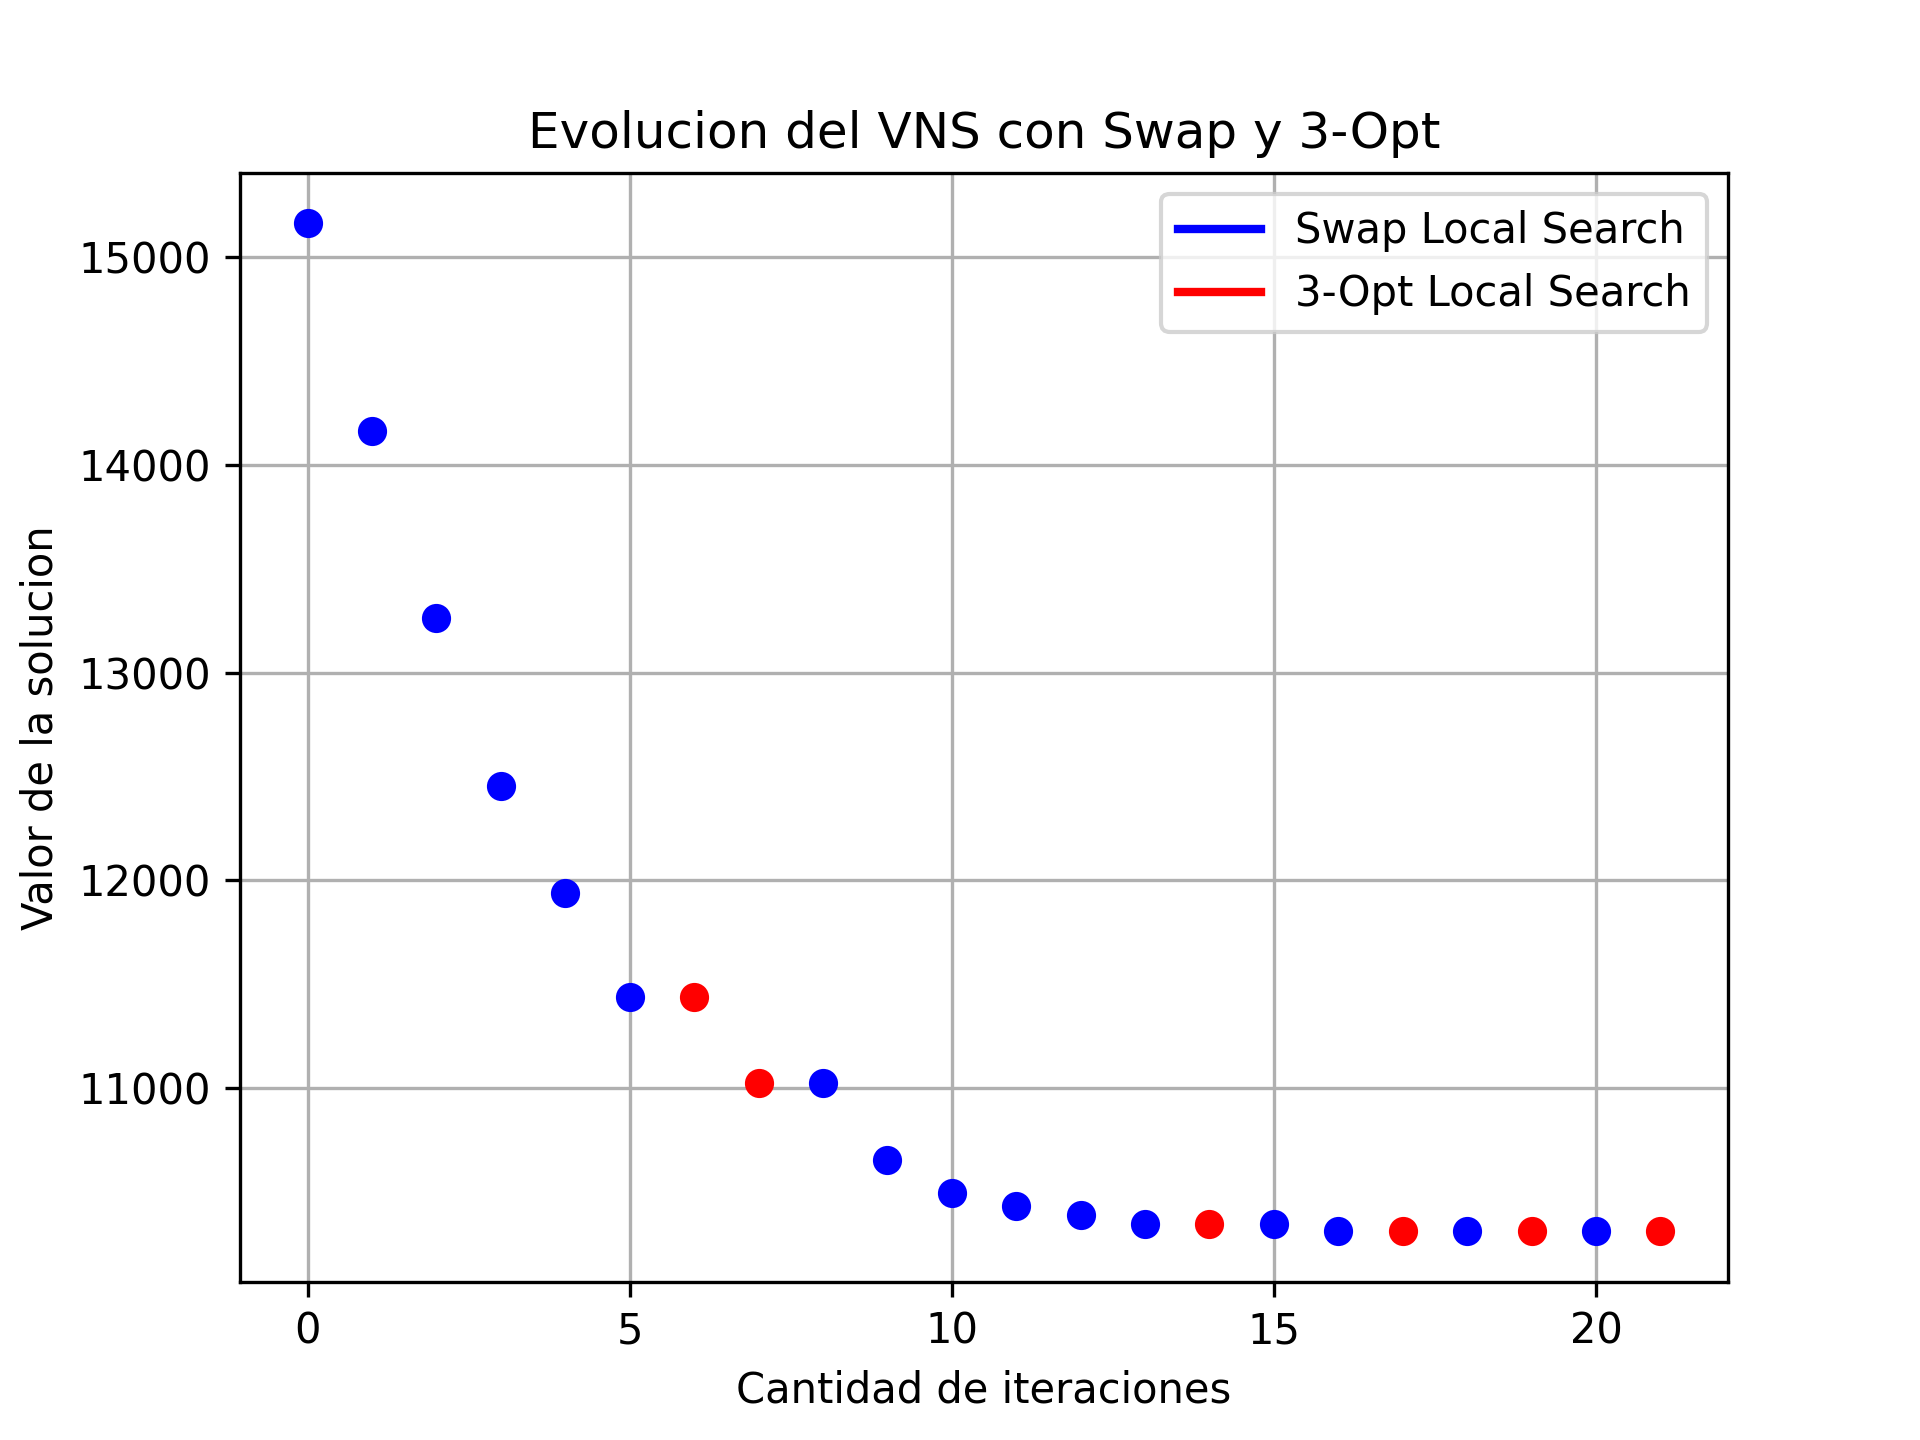 Evolucion del VNS con Swap y 3-Opt
Swap Local Search
3-Opt Local Search
Valor de la solucion
15000
14000
13000
12000
11000
0 5 10 15 20
Cantidad de iteraciones